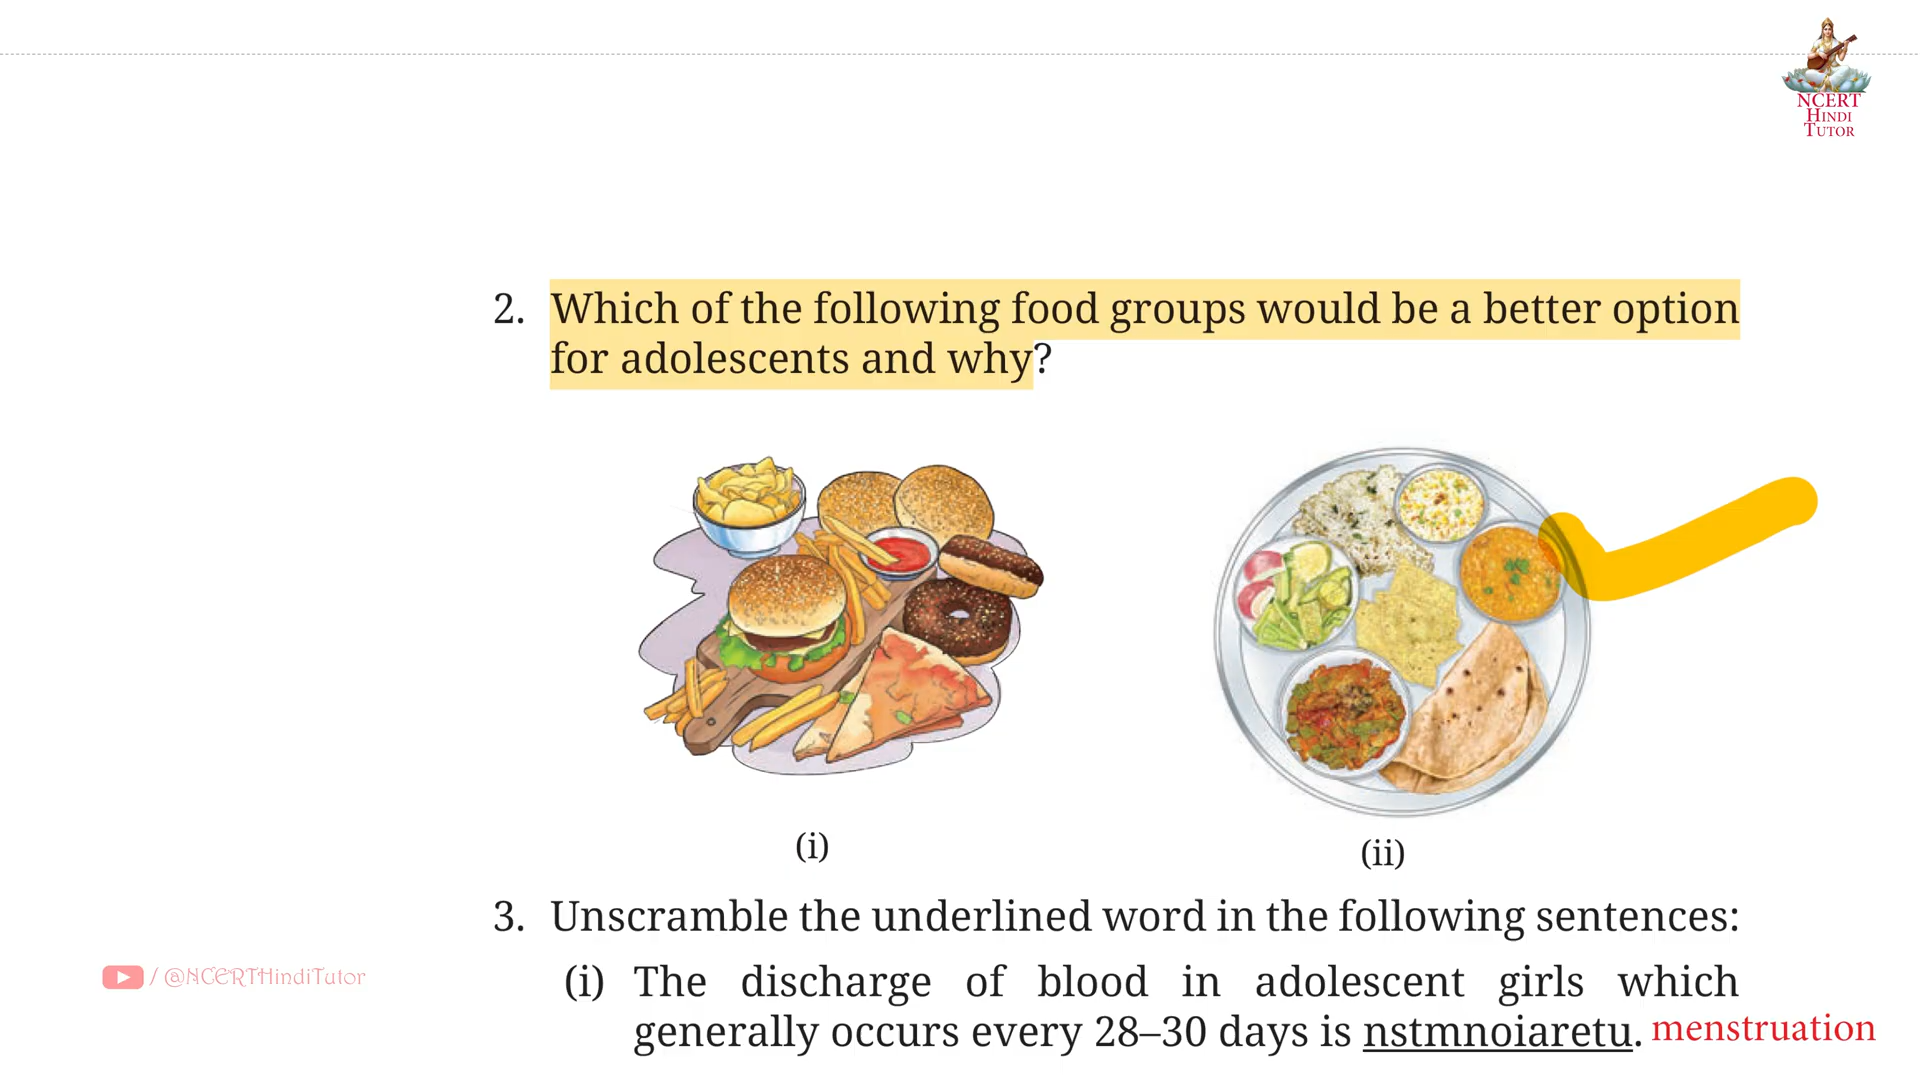 NCERT
HINDI
TUTOR
2. Which of the following food groups would be a better option
for adolescents and why?
(i)
(ii)
3. Unscramble the underlined word in the following sentences:
(i) The discharge of blood in adolescent girls which
generally occurs every 28–30 days is nstmnoiaretu. menstruation
/ @NCERTHindiTutor